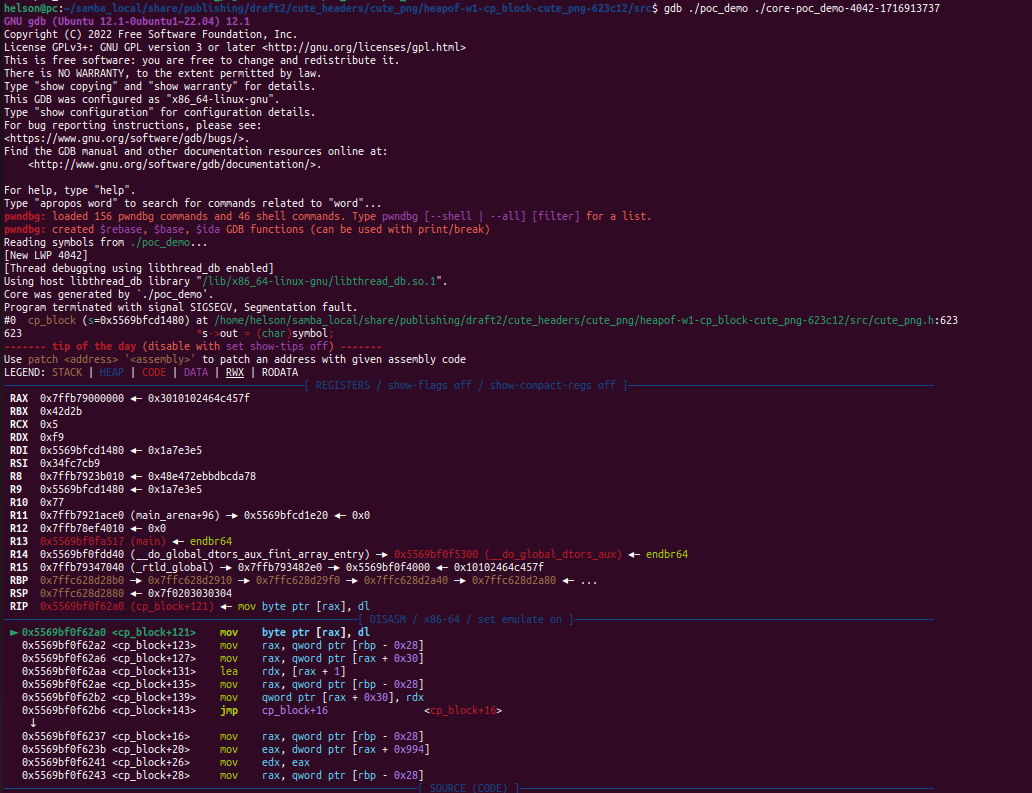 helson@pc:~/samba_local/share/publishing/draft2/cute_headers/cute_png/heapof-w1-cp_block-cute_png-623c12/src$ gdb ./poc_demo ./core-poc_demo-4042-1716913737
GNU gdb (Ubuntu 12.1-0ubuntu1~22.04) 12.1
Copyright (C) 2022 Free Software Foundation, Inc.
License GPLv3+: GNU GPL version 3 or later <http://gnu.org/licenses/gpl.html>
This is free software: you are free to change and redistribute it.
There is NO WARRANTY, to the extent permitted by law.
Type "show copying" and "show warranty" for details.
This GDB was configured as "x86_64-linux-gnu".
Type "show configuration" for configuration details.
For bug reporting instructions, please see:
<https://www.gnu.org/software/gdb/bugs/>.
Find the GDB manual and other documentation resources online at:
    <http://www.gnu.org/software/gdb/documentation/>.
For help, type "help".
Type "apropos word" to search for commands related to "word"...
pwndbg: loaded 156 pwndbg commands and 46 shell commands. Type pwndbg [--shell | --all] [filter] for a list.
pwndbg: created $rebase, $base, $ida GDB functions (can be used with print/break)
Reading symbols from ./poc_demo...
[New LWP 4042]
[Thread debugging using libthread_db enabled]
Using host libthread_db library "/lib/x86_64-linux-gnu/libthread_db.so.1".
Core was generated by `./poc_demo'.
Program terminated with signal SIGSEGV, Segmentation fault.
#0  cp_block (s=0x5569bfcd1480) at /home/helson/samba_local/share/publishing/draft2/cute_headers/cute_png/heapof-w1-cp_block-cute_png-623c12/src/cute_png.h:623
623                         *s->out = (char)symbol;
------- tip of the day (disable with set show-tips off) -------
Use patch <address> '<assembly>' to patch an address with given assembly code
LEGEND: STACK | HEAP | CODE | DATA | RWX | RODATA
[ REGISTERS / show-flags off / show-compact-regs off ]
RAX  0x7ffb79000000 ◂— 0x3010102464c457f
RBX  0x42d2b
RCX  0x5
RDX  0xf9
RDI  0x5569bfcd1480 ◂— 0x1a7e3e5
RSI  0x34fc7cb9
R8   0x7ffb7923b010 ◂— 0x48e472ebbdbcda78
R9   0x5569bfcd1480 ◂— 0x1a7e3e5
R10  0x77
R11  0x7ffb7921ace0 (main_arena+96) —▸ 0x5569bfcd1e20 ◂— 0x0
R12  0x7ffb78ef4010 ◂— 0x0
R13  0x5569bf0fa517 (main) ◂— endbr64
R14  0x5569bf0fdd40 (__do_global_dtors_aux_fini_array_entry) —▸ 0x5569bf0f5300 (__do_global_dtors_aux) ◂— endbr64
R15  0x7ffb79347040 (_rtld_global) —▸ 0x7ffb793482e0 —▸ 0x5569bf0f4000 ◂— 0x10102464c457f
RBP  0x7ffc628d28b0 —▸ 0x7ffc628d2910 —▸ 0x7ffc628d29f0 —▸ 0x7ffc628d2a40 —▸ 0x7ffc628d2a80 ◂— ...
RSP  0x7ffc628d2880 ◂— 0x7f0203030304
RIP  0x5569bf0f62a0 (cp_block+121) ◂— mov byte ptr [rax], dl
[ DISASM / x86-64 / set emulate on ]
► 0x5569bf0f62a0 <cp_block+121>    mov    byte ptr [rax], dl
0x5569bf0f62a2 <cp_block+123>    mov    rax, qword ptr [rbp - 0x28]
0x5569bf0f62a6 <cp_block+127>    mov    rax, qword ptr [rax + 0x30]
0x5569bf0f62aa <cp_block+131>    lea    rdx, [rax + 1]
0x5569bf0f62ae <cp_block+135>    mov    rax, qword ptr [rbp - 0x28]
0x5569bf0f62b2 <cp_block+139>    mov    qword ptr [rax + 0x30], rdx
0x5569bf0f62b6 <cp_block+143>    jmp    cp_block+16                <cp_block+16>
↓
0x5569bf0f6237 <cp_block+16>     mov    rax, qword ptr [rbp - 0x28]
0x5569bf0f623b <cp_block+20>     mov    eax, dword ptr [rax + 0x994]
0x5569bf0f6241 <cp_block+26>     mov    edx, eax
0x5569bf0f6243 <cp_block+28>     mov    rax, qword ptr [rbp - 0x28]
[ SOURCE (CODE) ]